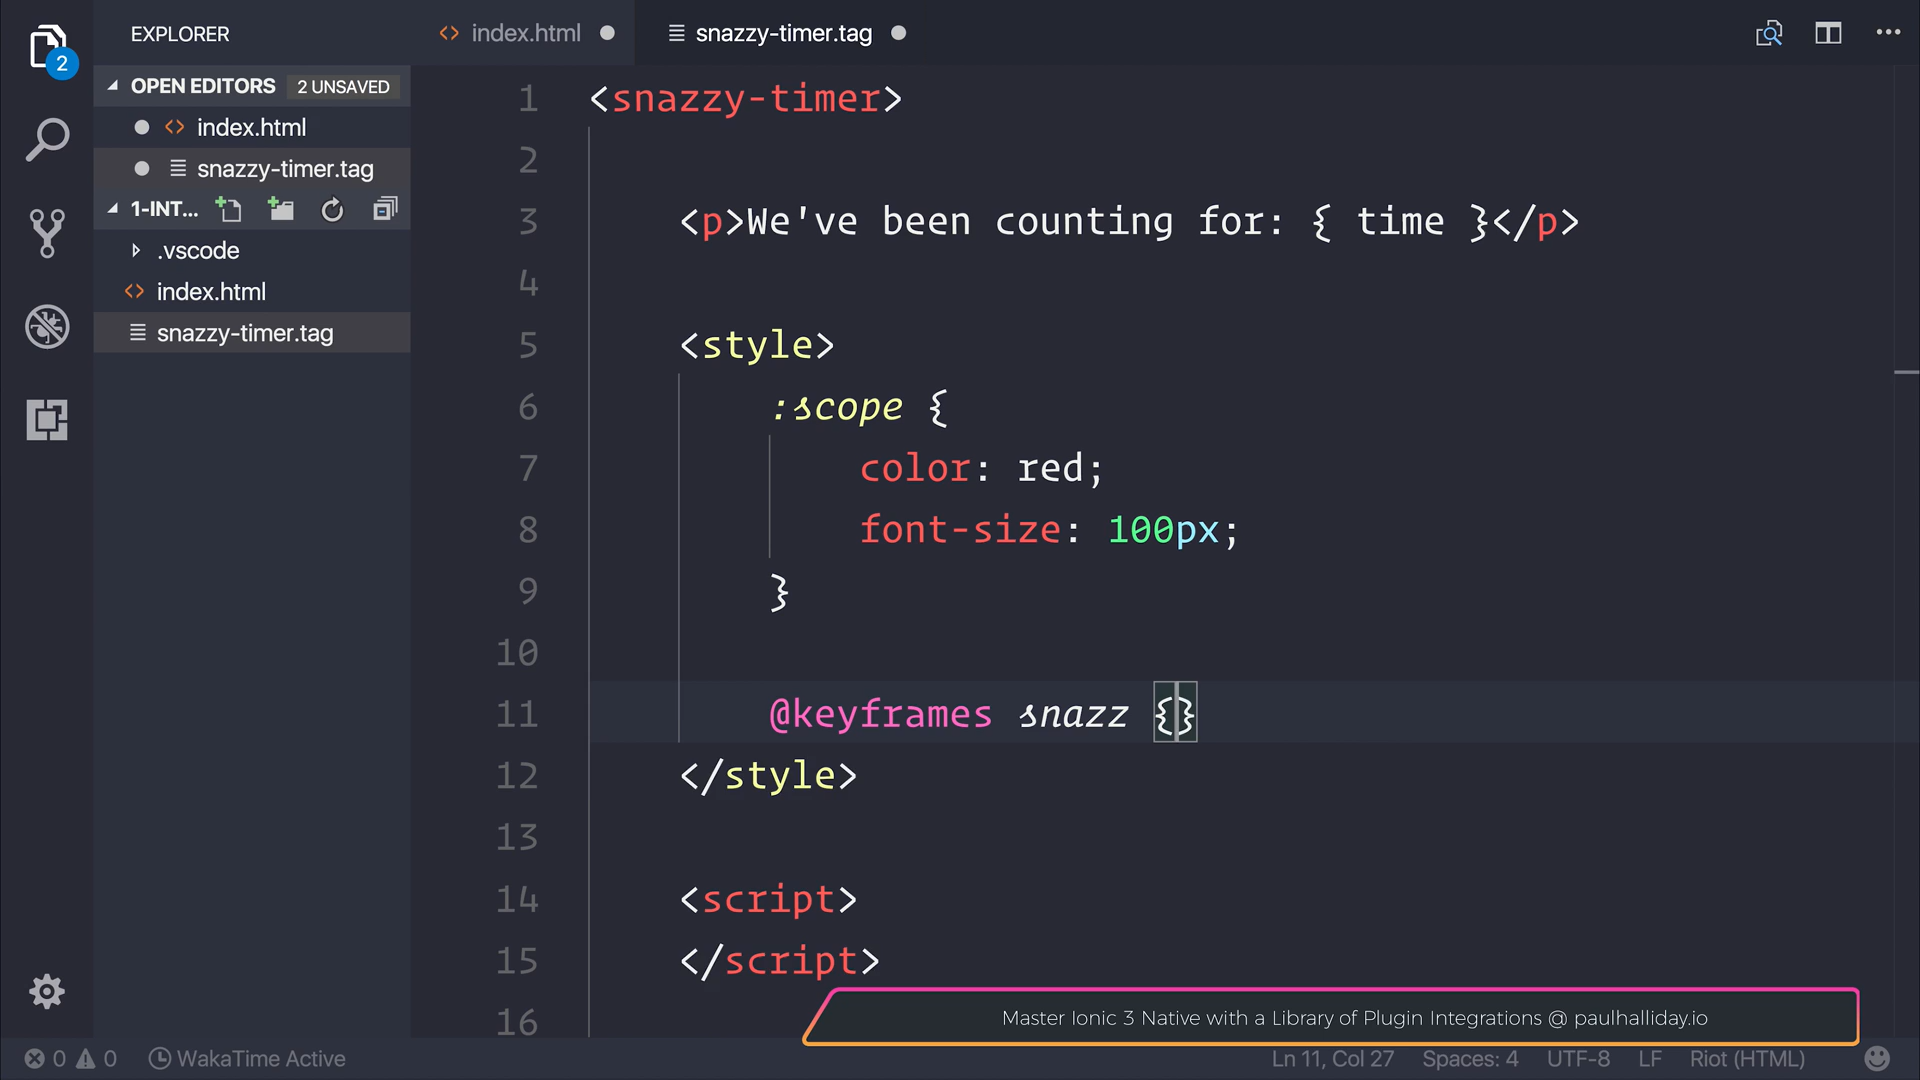 EXPLORER
index.html
snazzy-timer.tag
2
OPEN EDITORS
2 UNSAVED
index.html
snazzy-timer.tag
1-INT...
.vscode
index.html
snazzy-timer.tag
1 <snazzy-timer>
2
3 <p>We've been counting for: { time }</p>
4
5 <style>
6 :scope {
7 color: red;
8 font-size: 100px;
9 }
10
11 @keyframes snazz {}
12 </style>
13
14 <script>
15 </script>
16
Master Ionic 3 Native with a Library of Plugin Integrations @ paulhalliday.io
0 0 WakaTime Active
Ln 11, Col 27 Spaces: 4 UTF-8 LF Riot (HTML)